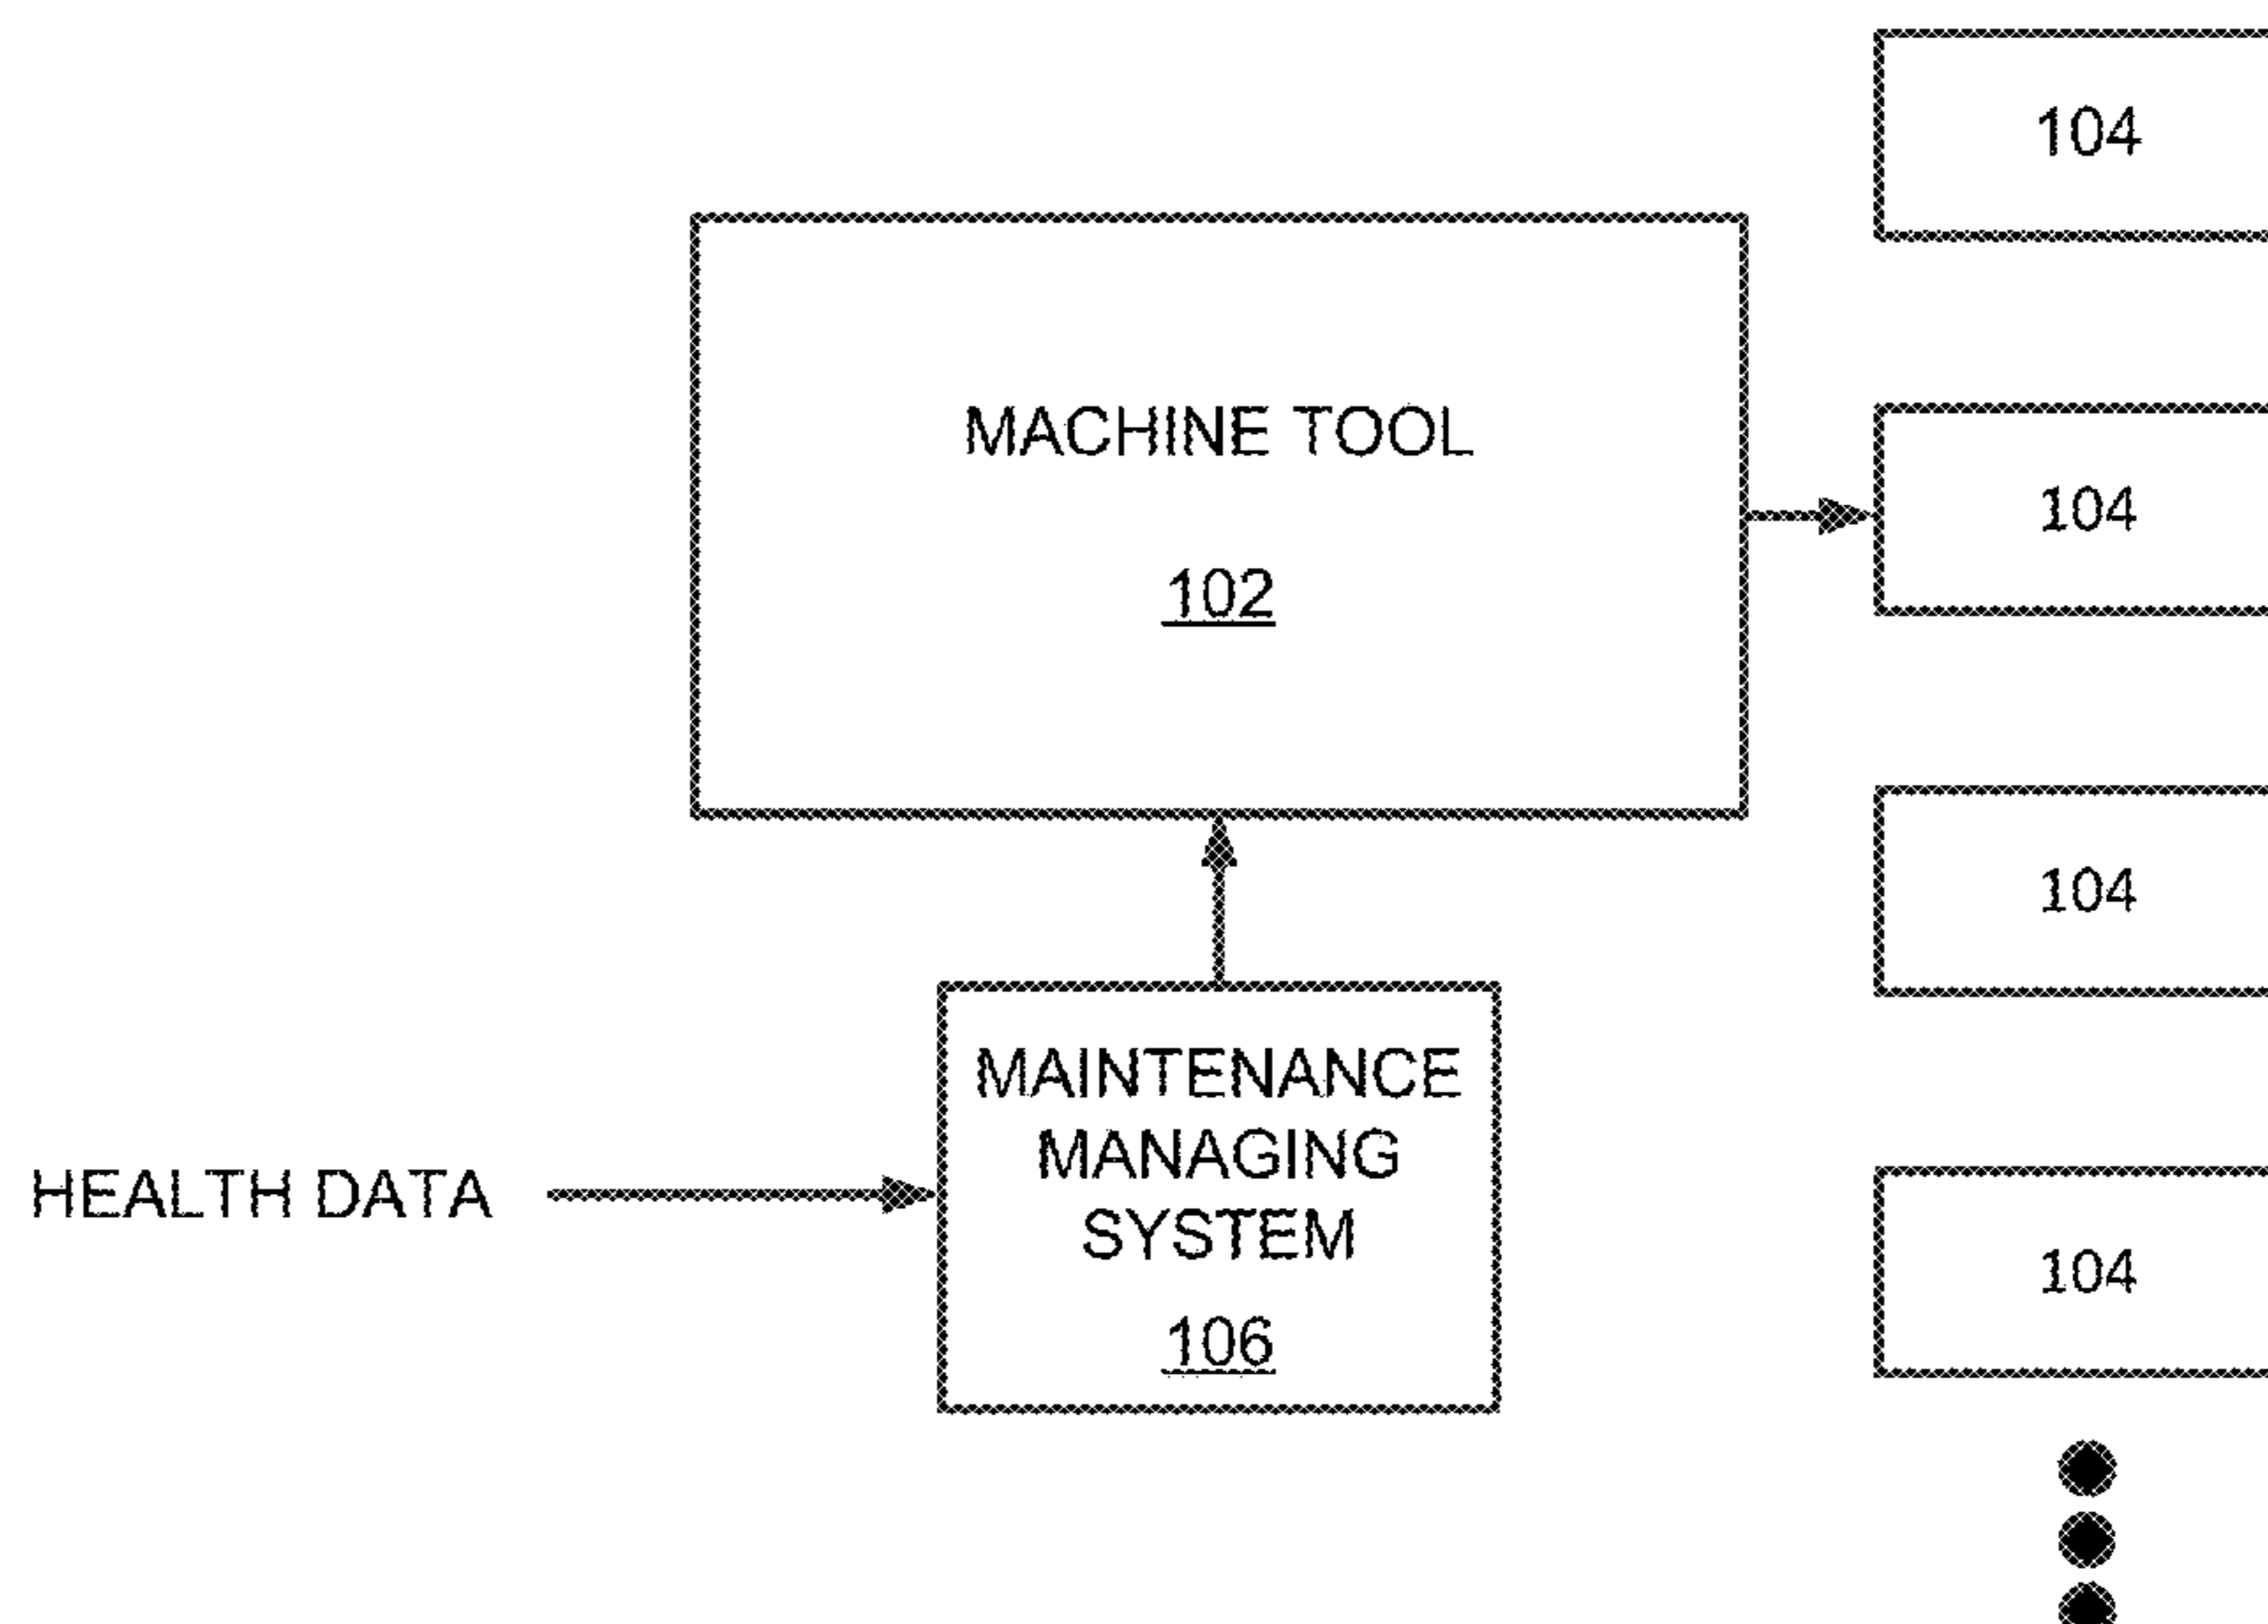 104
MACHINE TOOL
102
104
104
MAINTENANCE
MANAGING
SYSTEM
106
HEALTH DATA
104